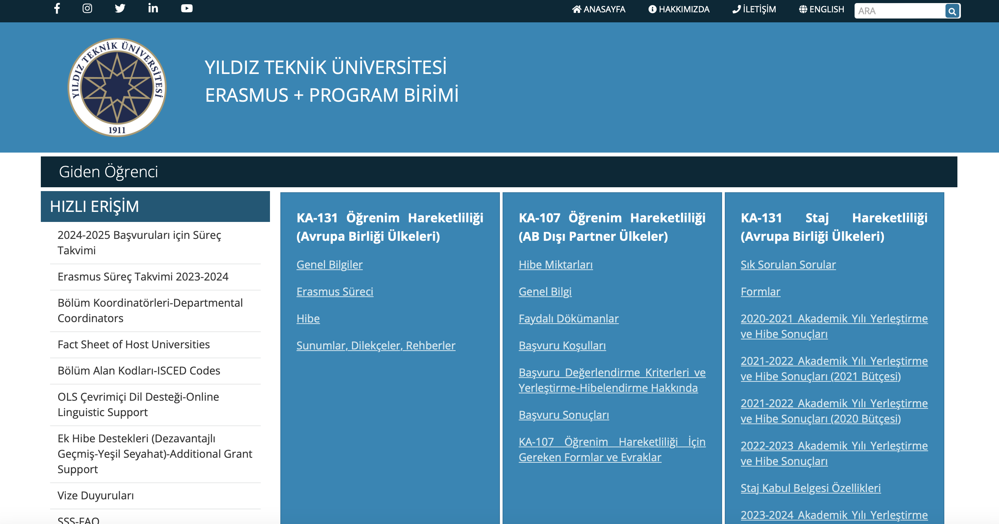 ANASAYFA
HAKKIMIZDA
İLETİŞİM
ENGLISH
ARA
YILDIZ TEKNİK ÜNİVERSİTESİ
1911
YILDIZ TEKNİK ÜNİVERSİTESİ
ERASMUS + PROGRAM BİRİMİ
Giden Öğrenci
HIZLI ERİŞİM
2024-2025 Başvuruları için Süreç
Takvimi
Erasmus Süreç Takvimi 2023-2024
Bölüm Koordinatörleri-Departmental
Coordinators
Fact Sheet of Host Universities
Bölüm Alan Kodları-ISCED Codes
OLS Çevrimiçi Dil Desteği-Online
Linguistic Support
Ek Hibe Destekleri (Dezavantajlı
Geçmiş-Yeşil Seyahat)-Additional Grant
Support
Vize Duyuruları
SSS-FAQ
KA-131 Öğrenim Hareketliliği
(Avrupa Birliği Ülkeleri)
Genel Bilgiler
Erasmus Süreci
Hibe
Sunumlar, Dilekçeler, Rehberler
KA-107 Öğrenim Hareketliliği
(AB Dışı Partner Ülkeler)
Hibe Miktarları
Genel Bilgi
Faydalı Dökümanlar
Başvuru Koşulları
Başvuru Değerlendirme Kriterleri ve
Yerleştirme-Hibelendirme Hakkında
Başvuru Sonuçları
KA-107 Öğrenim Hareketliliği İçin
Gereken Formlar ve Evraklar
KA-131 Staj Hareketliliği
(Avrupa Birliği Ülkeleri)
Sık Sorulan Sorular
Formlar
2020-2021 Akademik Yılı Yerleştirme
ve Hibe Sonuçları
2021-2022 Akademik Yılı Yerleştirme
ve Hibe Sonuçları (2021 Bütçesi)
2021-2022 Akademik Yılı Yerleştirme
ve Hibe Sonuçları (2020 Bütçesi)
2022-2023 Akademik Yılı Yerleştirme
ve Hibe Sonuçları
Staj Kabul Belgesi Özellikleri
2023-2024 Akademik Yılı Yerleştirme